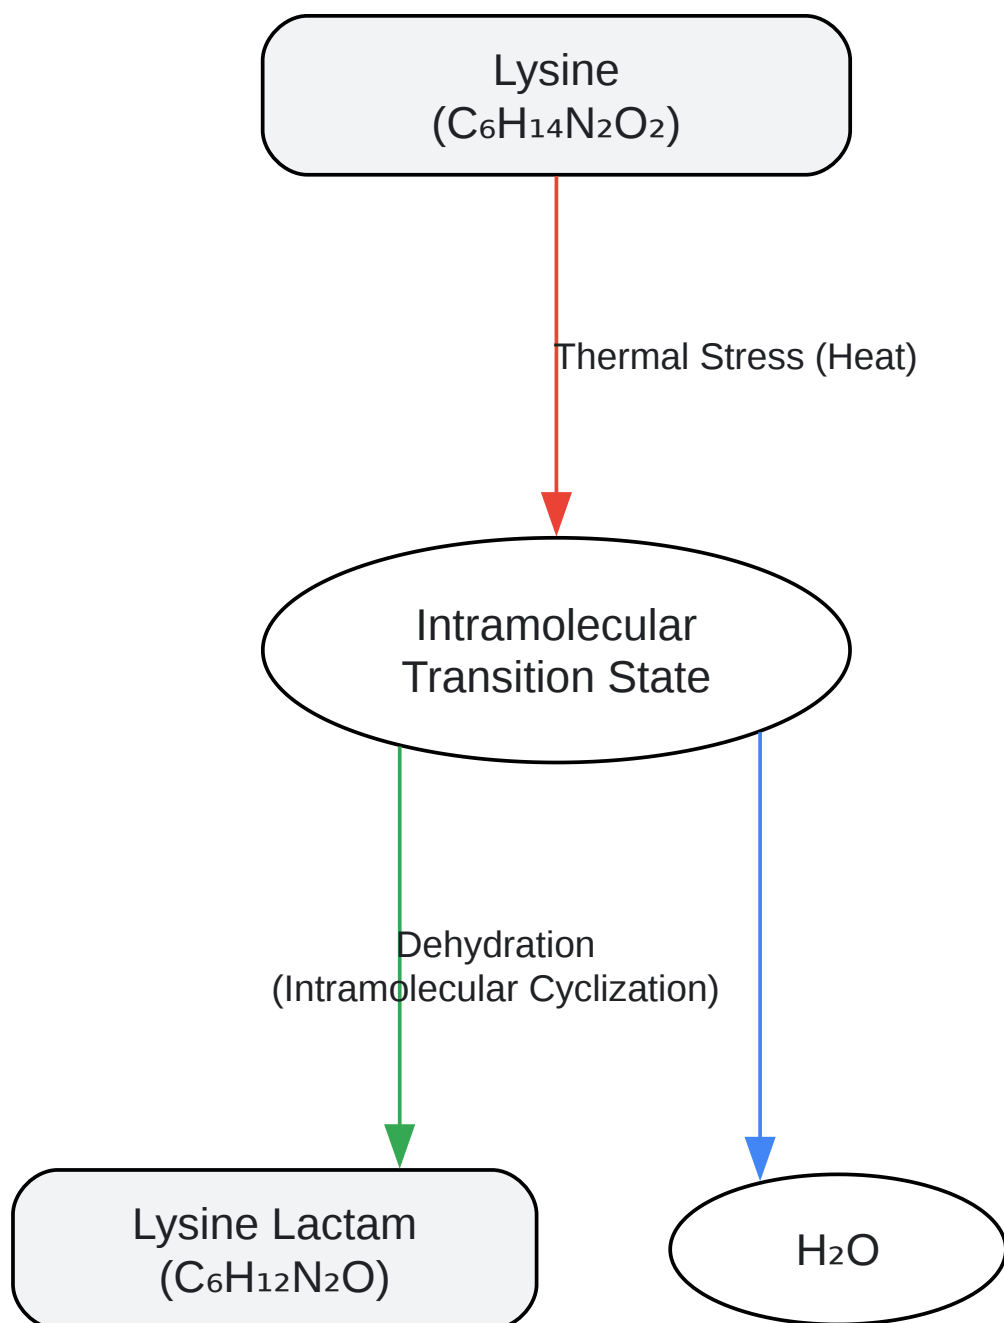 Lysine
(C₆H₁₄N₂O₂)
Thermal Stress (Heat)
Intramolecular
Transition State
Dehydration
(Intramolecular Cyclization)
Lysine Lactam
(C₆H₁₂N₂O)
H₂O